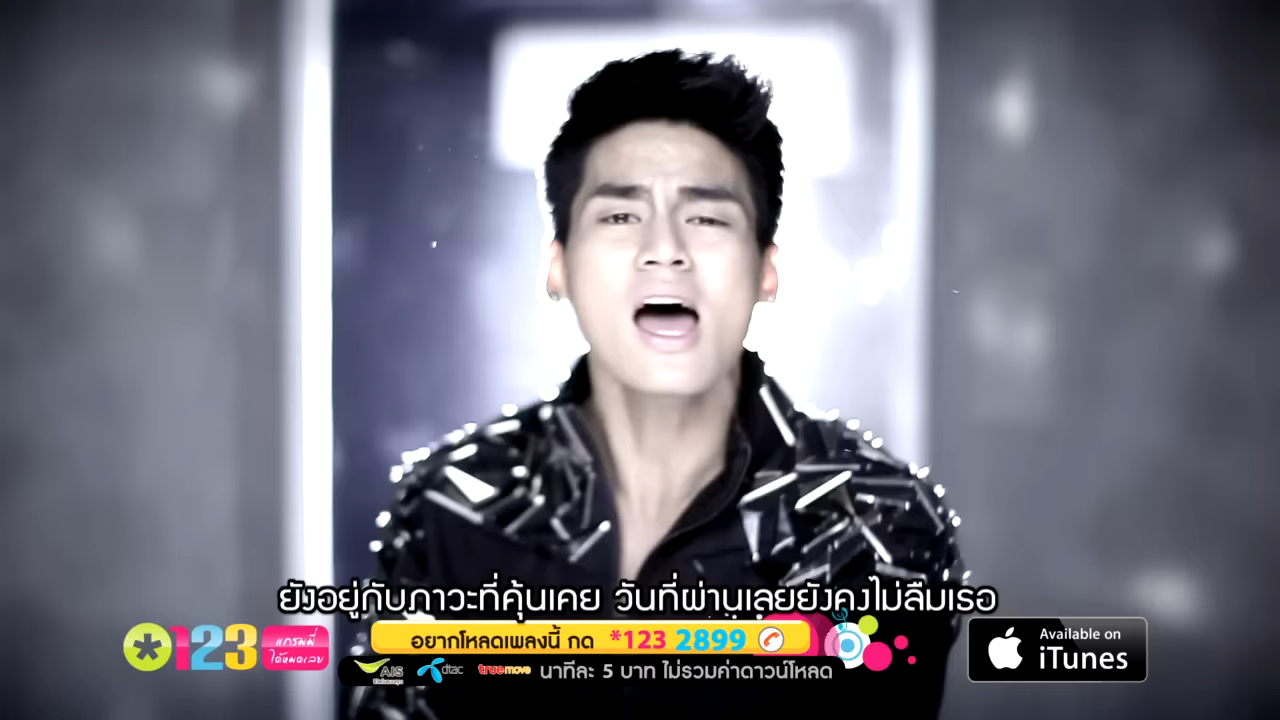 ยังอยู่กับภาวะที่คุ้นเคย วันที่ผ่านเลยยังคงไม่ลืมเธอ
*123 แกรมมี่
ได้หมดเลย
อยากโหลดเพลงนี้ กด *123 2899
AIS dtac truemove นาทีละ 5 บาท ไม่รวมค่าดาวน์โหลด
Available on
iTunes